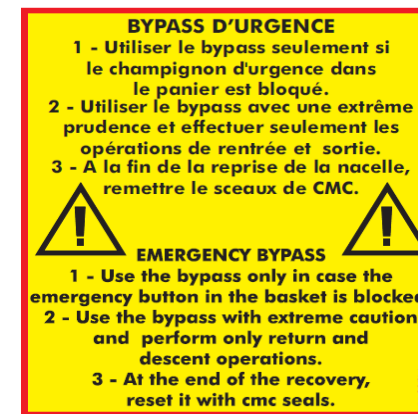 BYPASS D'URGENCE
1 - Utiliser le bypass seulement si
le champignon d'urgence dans
le panier est bloqué.
2 - Utiliser le bypass avec une extrême
prudence et effectuer seulement les
opérations de rentrée et sortie.
3 - A la fin de la reprise de la nacelle,
remettre le sceaux de CMC.
!
!
EMERGENCY BYPASS
1 - Use the bypass only in case the
emergency button in the basket is blocked
2 - Use the bypass with extreme caution
and perform only return and
descent operations.
3 - At the end of the recovery,
reset it with cmc seals.